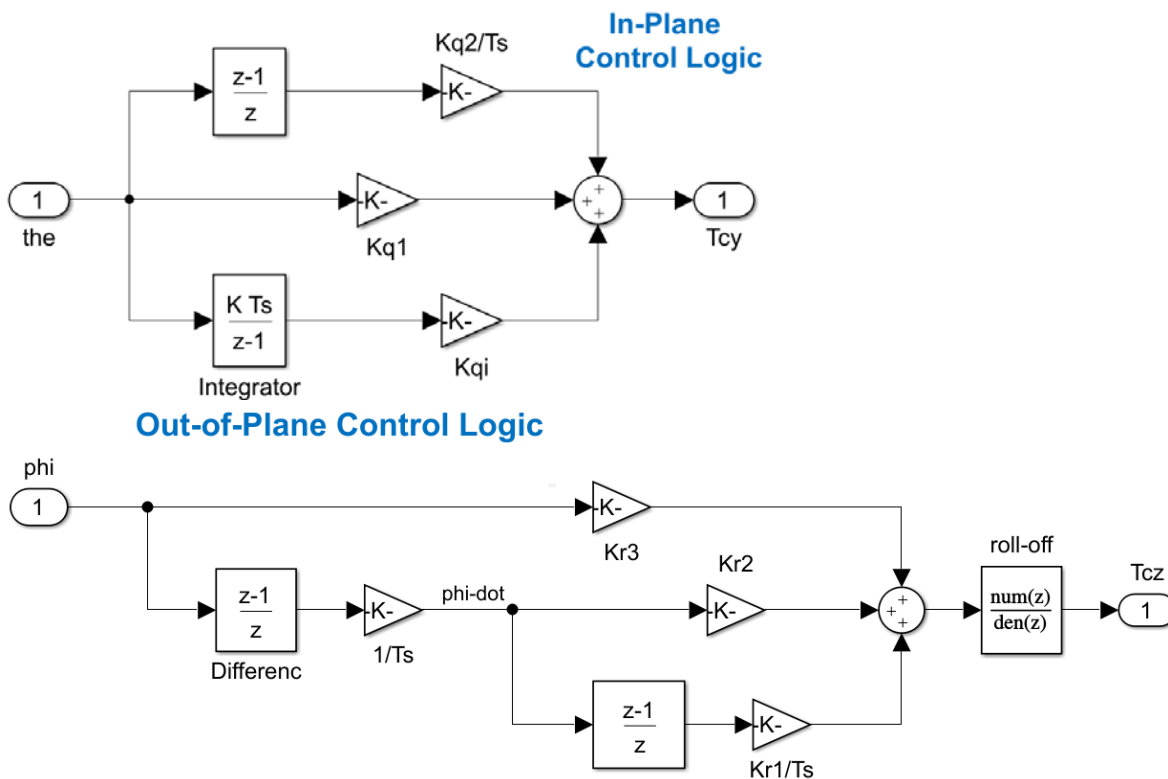 In-Plane
Control Logic
Kq2/Ts
z-1
z
-K-
1
the
-K-
Kq1
+
+
+
1
Tcy
K Ts
z-1
Integrator
-K-
Kqi
Out-of-Plane Control Logic
phi
1
-K-
Kr3
z-1
z
Differenc
-K-
1/Ts
phi-dot
Kr2
-K-
+
+
+
roll-off
num(z)
den(z)
Tcz
1
z-1
z
-K-
Kr1/Ts